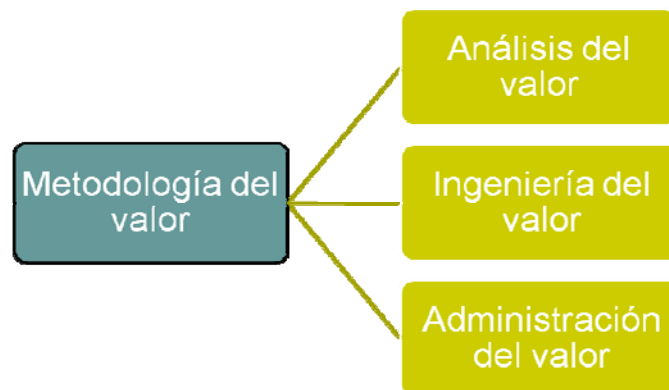 Análisis del
valor
Metodología del
valor
Ingeniería del
valor
Administración
del valor